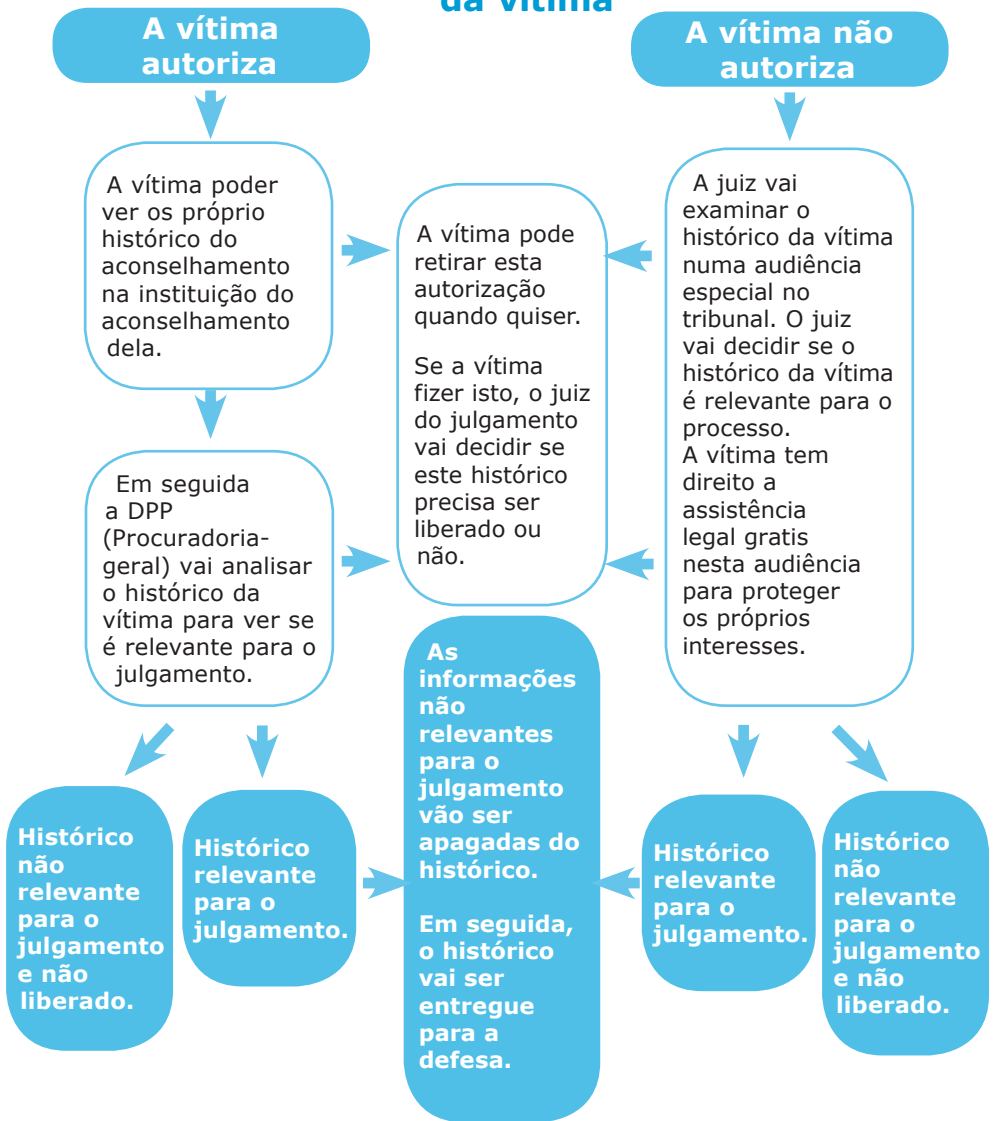 da vítima
A vítima
autoriza
A vítima não
autoriza
A vítima poder
ver os próprio
histórico do
aconselhamento
na instituição do
aconselhamento
dela.
A vítima pode
retirar esta
autorização
quando quiser.
Se a vítima
fizer isto, o juiz
do julgamento
vai decidir se
este histórico
precisa ser
liberado ou
não.
A juiz vai
examinar o
histórico da vítima
numa audiência
especial no
tribunal. O juiz
vai decidir se o
histórico da vítima
é relevante para o
processo.
A vítima tem
direito a
assistência
legal gratis
nesta audiência
para proteger
os próprios
interesses.
Em seguida
a DPP
(Procuradoria-
geral) vai analisar
o histórico da
vítima para ver se
é relevante para o
julgamento.
As
informações
não
relevantes
para o
julgamento
vão ser
apagadas do
histórico.
Em seguida,
o histórico
vai ser
entregue
para a
defesa.
Histórico
não
relevante
para o
julgamento
e não
liberado.
Histórico
relevante
para o
julgamento.
Histórico
relevante
para o
julgamento.
Histórico
não
relevante
para o
julgamento
e não
liberado.